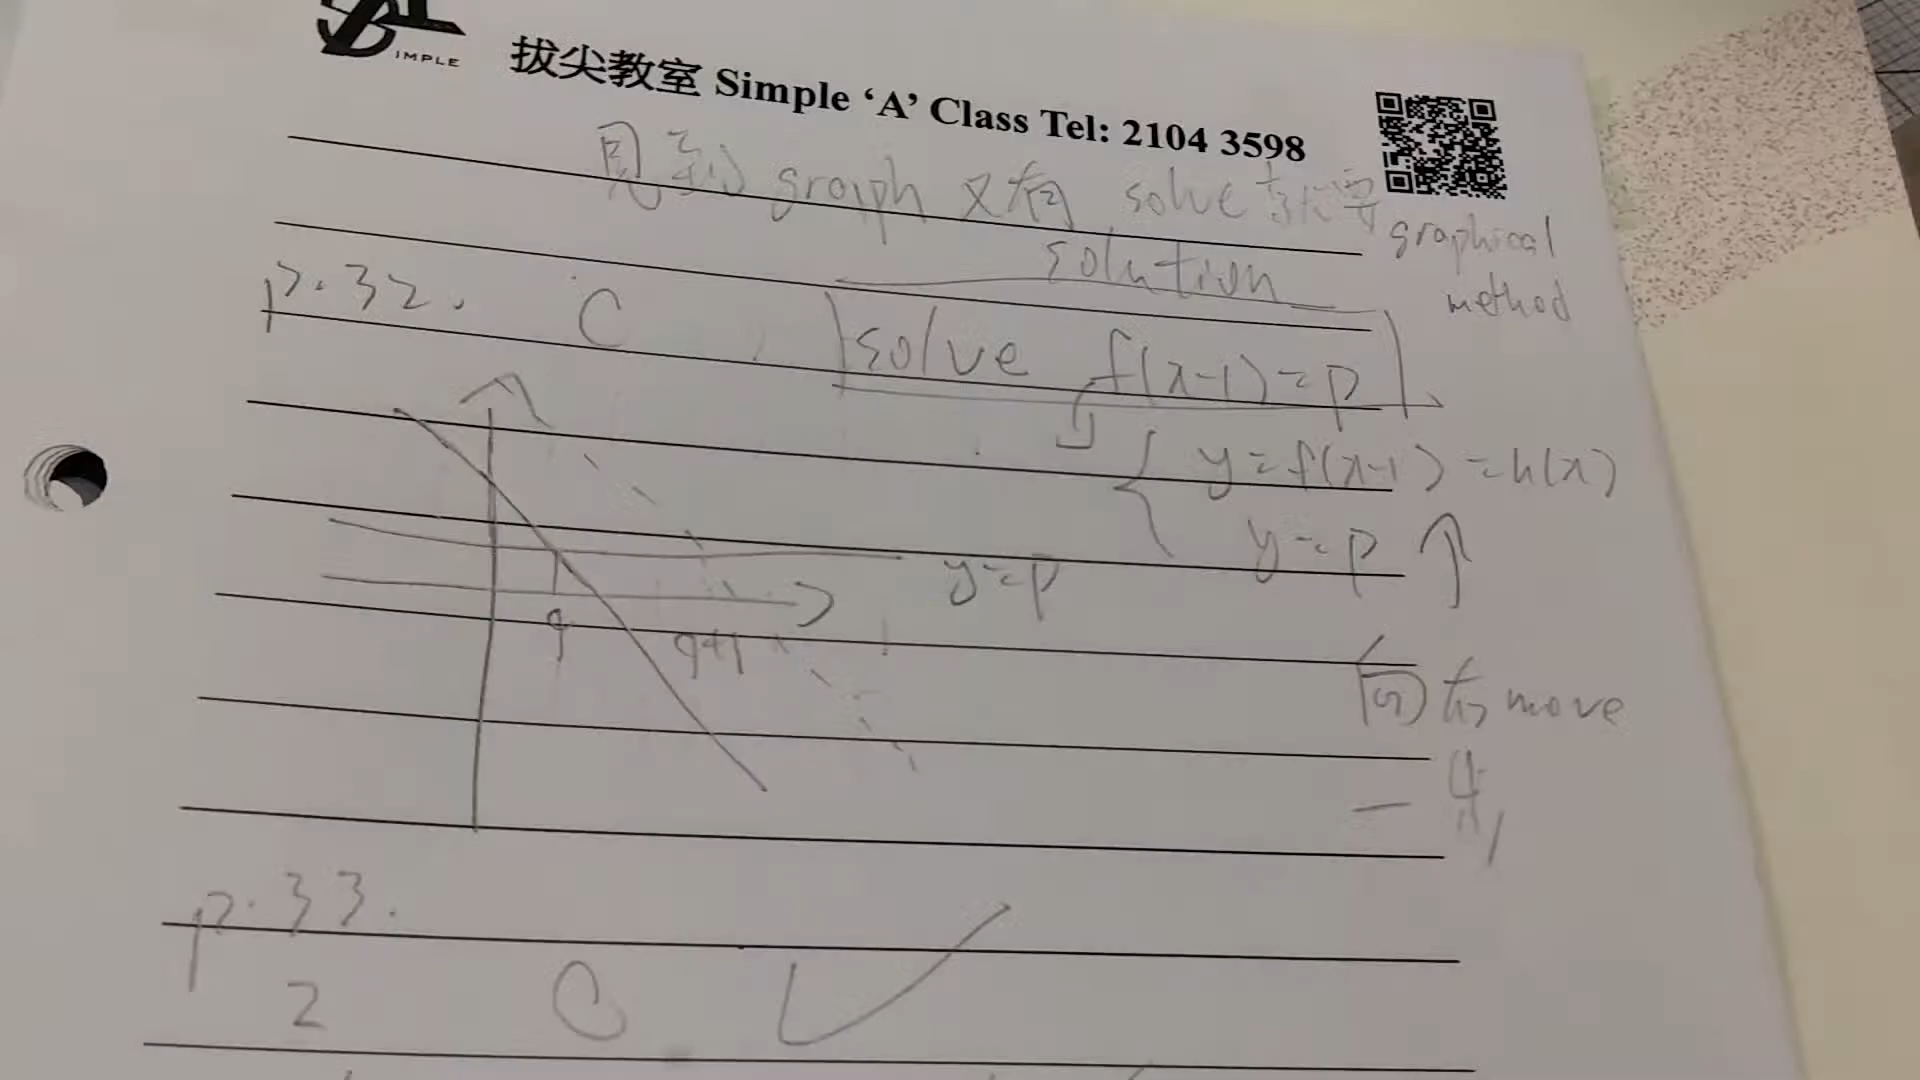 IMPLE
拔尖教室 Simple ‘A’ Class Tel: 2104 3598
見到 graph 又有 solve 就需
graphical
method
solution
p.32. C
solve f(x-1)=p
y=f(x-1)=h(x)
y=p
y=p
q
q+1
向右 move
p.33.
2 C